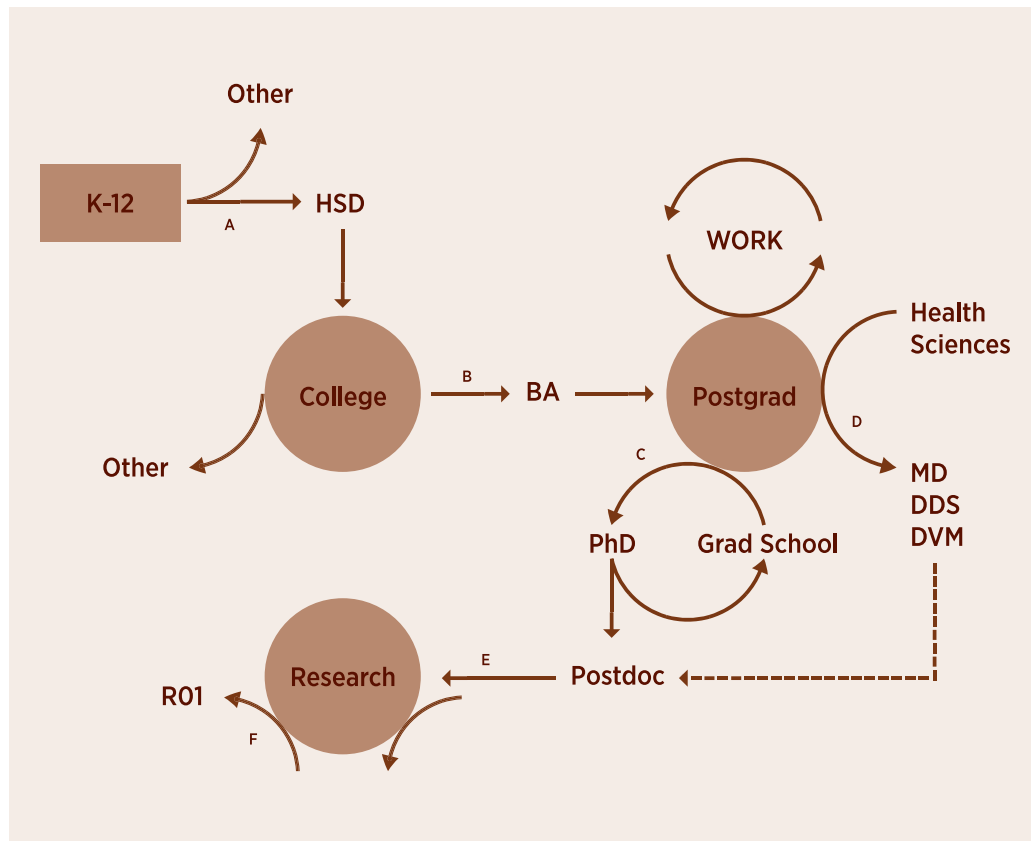 Other
K-12
A
HSD
WORK
Health
Sciences
College
B
BA
Postgrad
D
Other
C
MD
DDS
DVM
PhD
Grad School
Research
E
Postdoc
R01
F